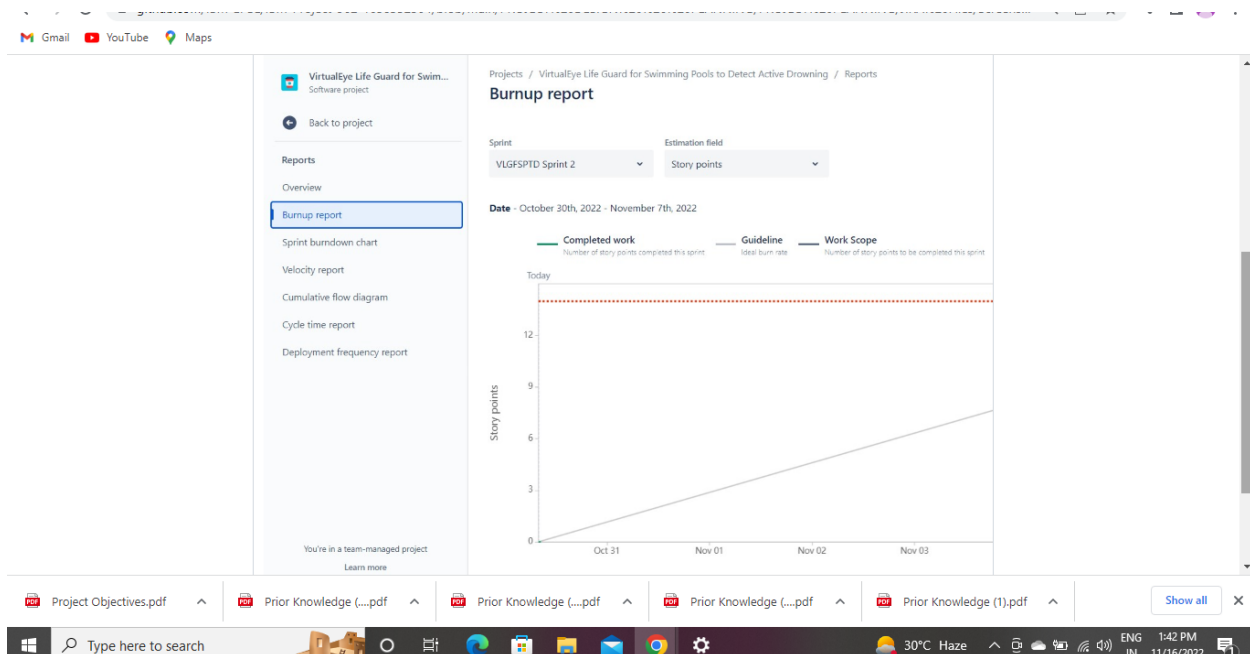 Gmail YouTube Maps
VirtualEye Life Guard for Swim...
Software project
Back to project
Reports
Overview
Burnup report
Sprint burndown chart
Velocity report
Cumulative flow diagram
Cycle time report
Deployment frequency report
You're in a team-managed project
Learn more
Projects / VirtualEye Life Guard for Swimming Pools to Detect Active Drowning / Reports
Burnup report
Sprint
VLGFSPTD Sprint 2
Estimation field
Story points
Date - October 30th, 2022 - November 7th, 2022
Completed work
Number of story points completed this sprint
Guideline
Ideal burn rate
Work Scope
Number of story points to be completed this sprint
Today
12
9
6
3
0
Story points
Oct 31 Nov 01 Nov 02 Nov 03
Project Objectives.pdf Prior Knowledge (....pdf Prior Knowledge (....pdf Prior Knowledge (....pdf Prior Knowledge (1).pdf Show all
Type here to search
30°C Haze
ENG
IN
1:42 PM
11/16/2022